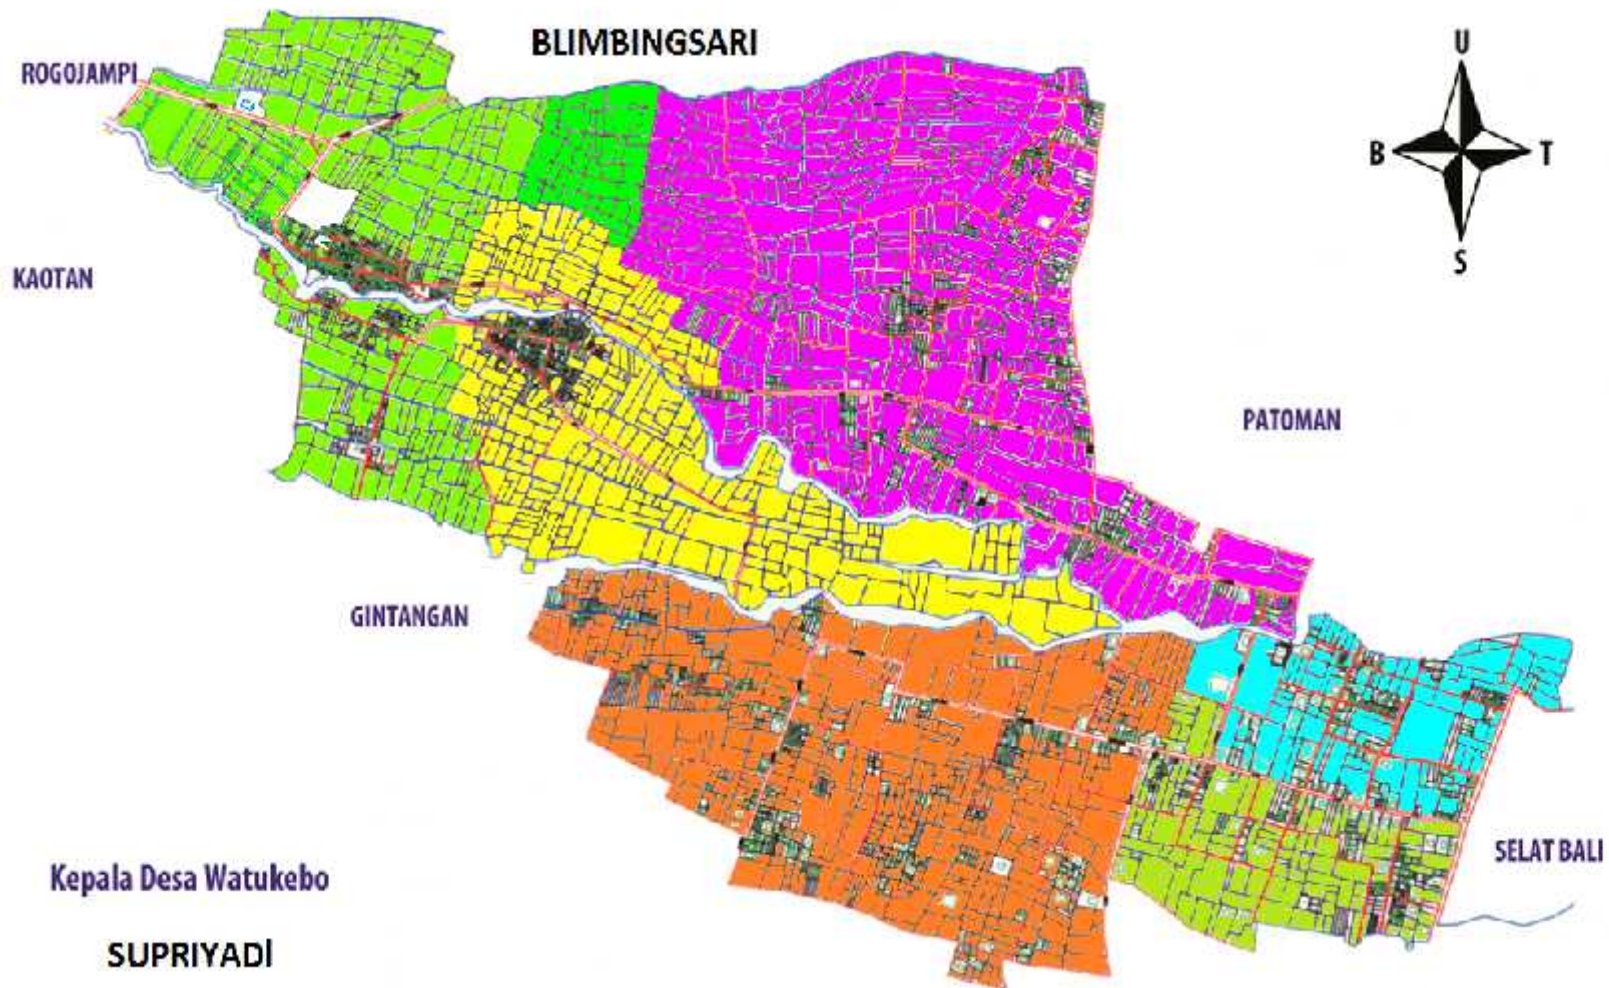 BLIMBINGSARI
ROGOJAMPI
U
B
T
S
KAOTAN
PATOMAN
GINTANGAN
SELAT BALI
Kepala Desa Watukebo
SUPRIYADI